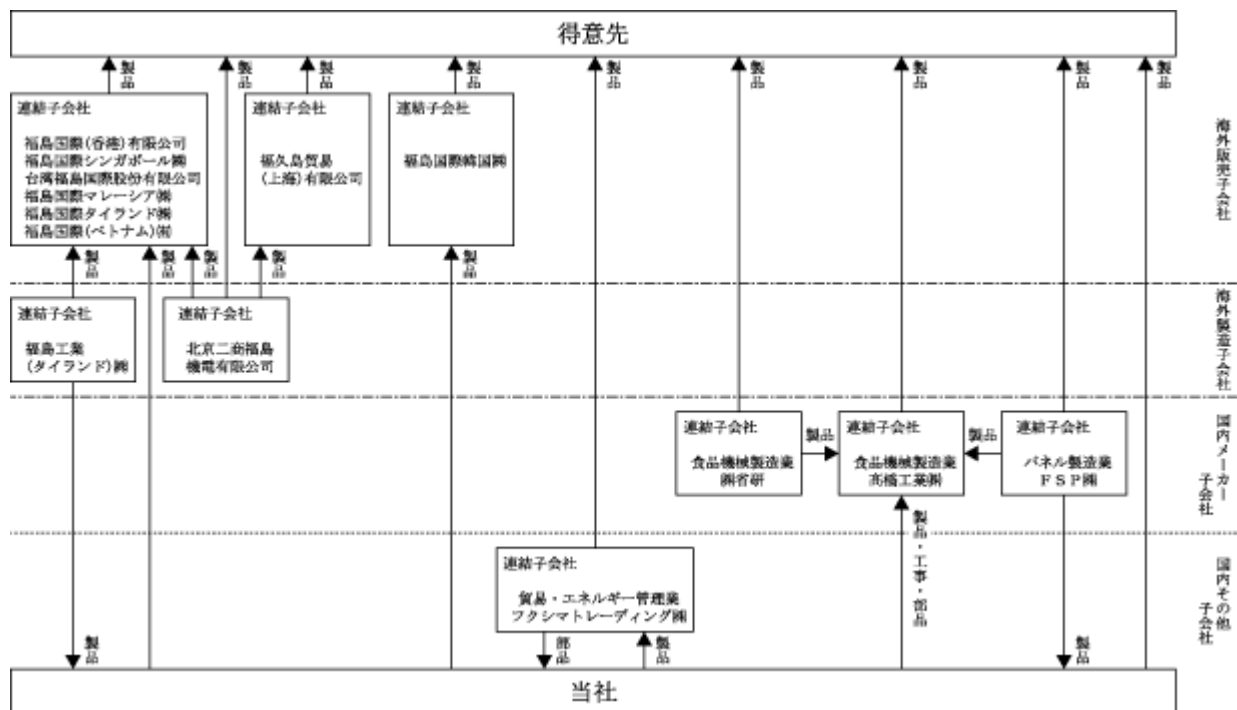 得意先
製品
製品
製品
製品
製品
製品
製品
製品
製品
連結子会社
福島国際(香港)有限公司
福島国際シンガポール㈱
台湾福島国際股份有限公司
福島国際マレーシア㈱
福島国際タイランド㈱
福島国際(ベトナム)㈲
連結子会社
福久島貿易
(上海)有限公司
連結子会社
福島国際韓国㈱
海外販売子会社
製品
製品
製品
製品
連結子会社
福島工業
(タイランド)㈱
連結子会社
北京二商福島
機電有限公司
海外製造子会社
連結子会社
食品機械製造業
㈱省研
製品
連結子会社
食品機械製造業
高橋工業㈱
製品
連結子会社
パネル製造業
FSP㈱
国内メーカー
子会社
連結子会社
貿易・エネルギー管理業
フクシマトレーディング㈱
製品・工事・部品
国内その他
子会社
製品
部品
製品
製品
当社